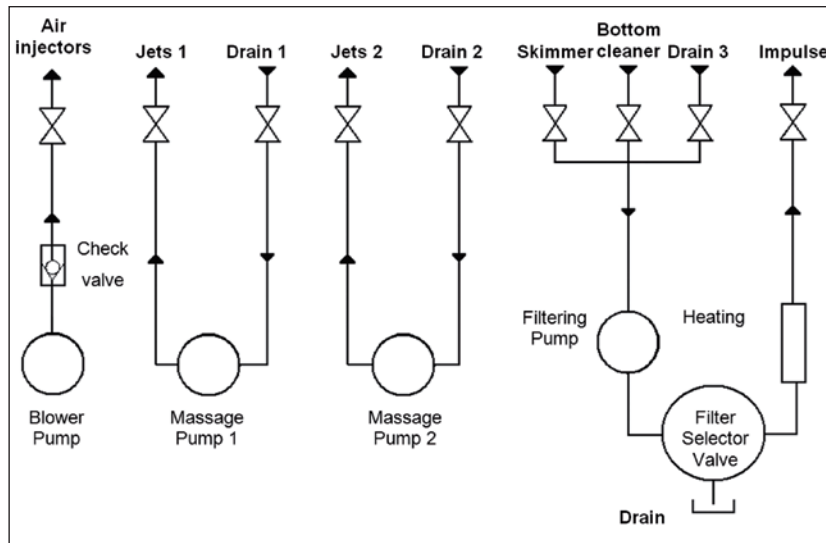 Air
injectors
Jets 1
Drain 1
Jets 2
Drain 2
Skimmer
Bottom
cleaner
Drain 3
Impulse
Check
valve
Blower
Pump
Massage
Pump 1
Massage
Pump 2
Filtering
Pump
Heating
Filter
Selector
Valve
Drain